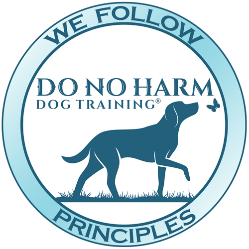 WE FOLLOW
DO NO HARM
DOG TRAINING®
PRINCIPLES